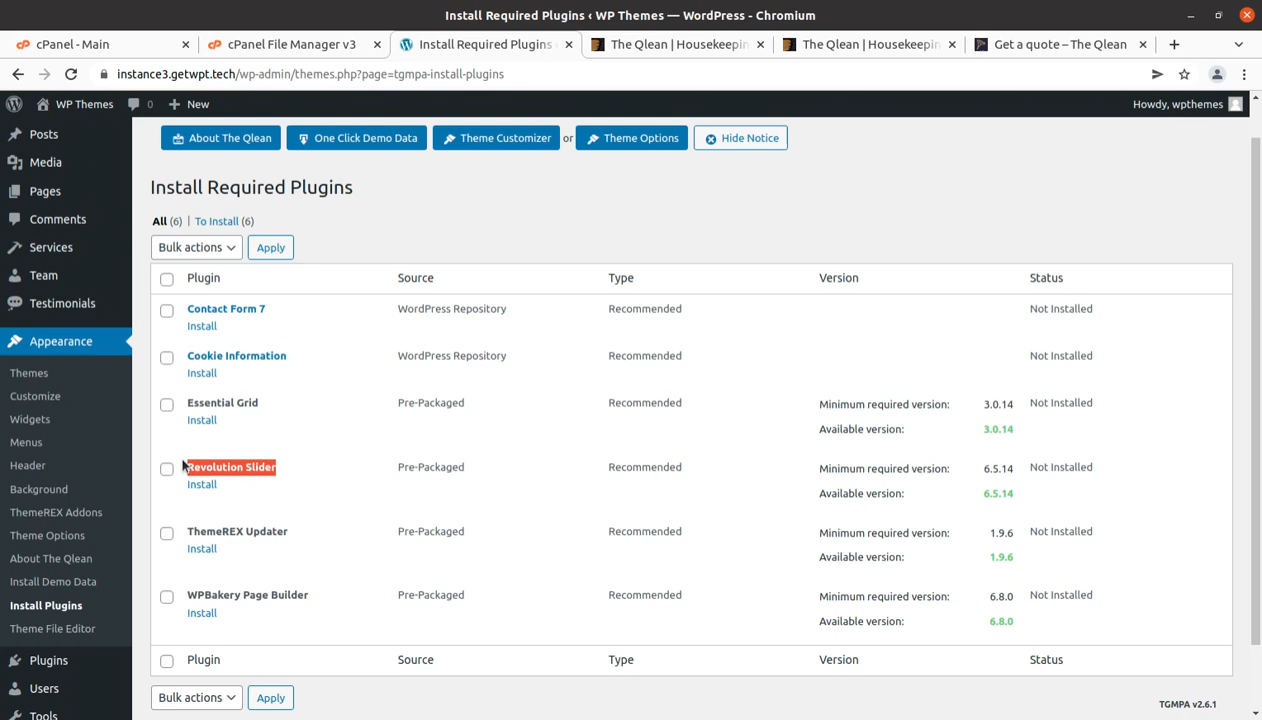 Install Required Plugins ‹ WP Themes — WordPress - Chromium
cPanel - Main
cPanel File Manager v3
Install Required Plugins
The Qlean | Housekeepin
The Qlean | Housekeepin
Get a quote – The Qlean
instance3.getwpt.tech/wp-admin/themes.php?page=tgmpa-install-plugins
WP Themes 0 New Howdy, wpthemes
Posts
Media
Pages
Comments
Services
Team
Testimonials
Appearance
Themes
Customize
Widgets
Menus
Header
Background
ThemeREX Addons
Theme Options
About The Qlean
Install Demo Data
Install Plugins
Theme File Editor
Plugins
Users
Tools
About The Qlean One Click Demo Data Theme Customizer or Theme Options Hide Notice
Install Required Plugins
All (6) | To Install (6)
Bulk actions Apply
Plugin Source Type Version Status
Contact Form 7 WordPress Repository Recommended Not Installed
Install
Cookie Information WordPress Repository Recommended Not Installed
Install
Essential Grid Pre-Packaged Recommended Minimum required version: 3.0.14 Not Installed
Install
Available version: 3.0.14
Revolution Slider Pre-Packaged Recommended Minimum required version: 6.5.14 Not Installed
Install
Available version: 6.5.14
ThemeREX Updater Pre-Packaged Recommended Minimum required version: 1.9.6 Not Installed
Install
Available version: 1.9.6
WPBakery Page Builder Pre-Packaged Recommended Minimum required version: 6.8.0 Not Installed
Install
Available version: 6.8.0
Plugin Source Type Version Status
Bulk actions Apply
TGMPA v2.6.1